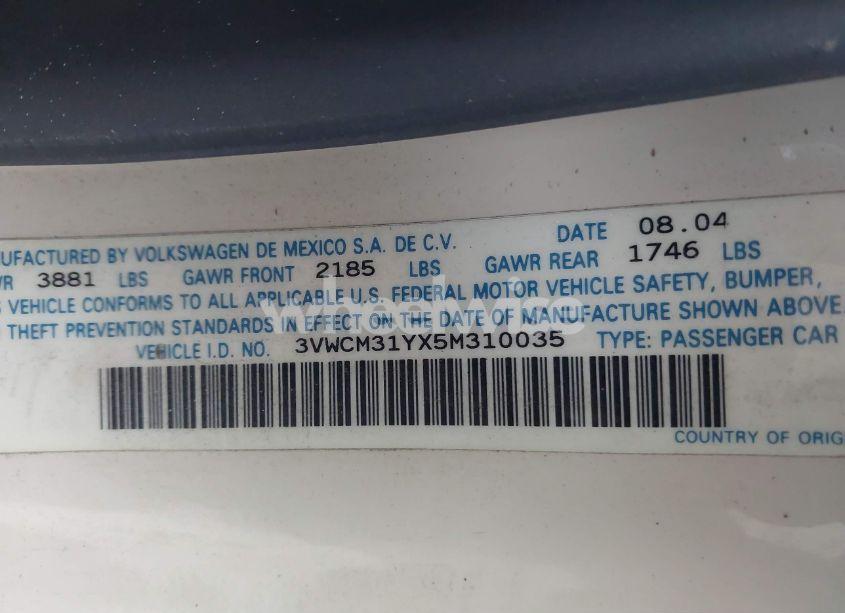 UFACTURED BY VOLKSWAGEN DE MEXICO S.A. DE C.V. DATE 08.04
WR 3881 LBS GAWR FRONT 2185 LBS GAWR REAR 1746 LBS
S VEHICLE CONFORMS TO ALL APPLICABLE U.S. FEDERAL MOTOR VEHICLE SAFETY, BUMPER,
THEFT PREVENTION STANDARDS IN EFFECT ON THE DATE OF MANUFACTURE SHOWN ABOVE.
VEHICLE I.D. NO. 3VWCM31YX5M310035 TYPE: PASSENGER CAR
COUNTRY OF ORIG
wheelwise